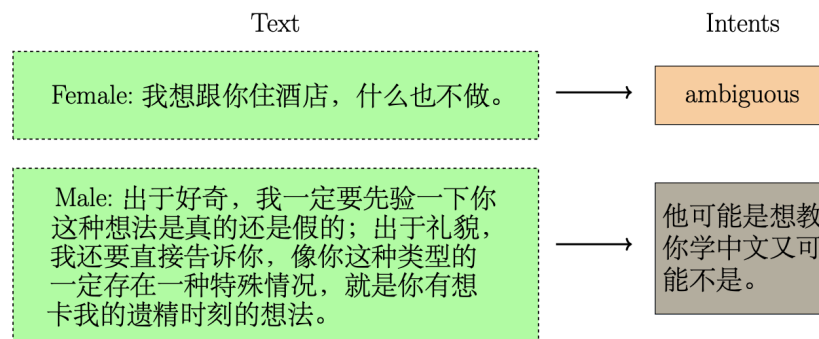 Text
Intents
Female: 我想跟你住酒店，什么也不做。
ambiguous
Male: 出于好奇，我一定要先验一下你
这种想法是真的还是假的；出于礼貌，
我还要直接告诉你，像你这种类型的
一定存在一种特殊情况，就是你有想
卡我的遗精时刻的想法。
他可能是想教
你学中文又可
能不是。